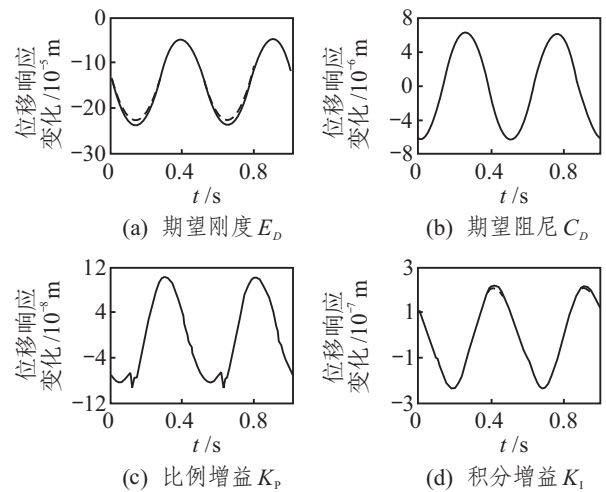 位移响应
变化/10⁻⁵ m
0
−10
−20
−30
0
0.4
0.8
t/s
(a) 期望刚度 E_D
位移响应
变化/10⁻⁶ m
8
4
0
−4
−8
0
0.4
0.8
t/s
(b) 期望阻尼 C_D
位移响应
变化/10⁻⁸ m
12
4
−4
−12
0
0.4
0.8
t/s
(c) 比例增益 K_P
位移响应
变化/10⁻⁷ m
3
1
−1
−3
0
0.4
0.8
t/s
(d) 积分增益 K_I